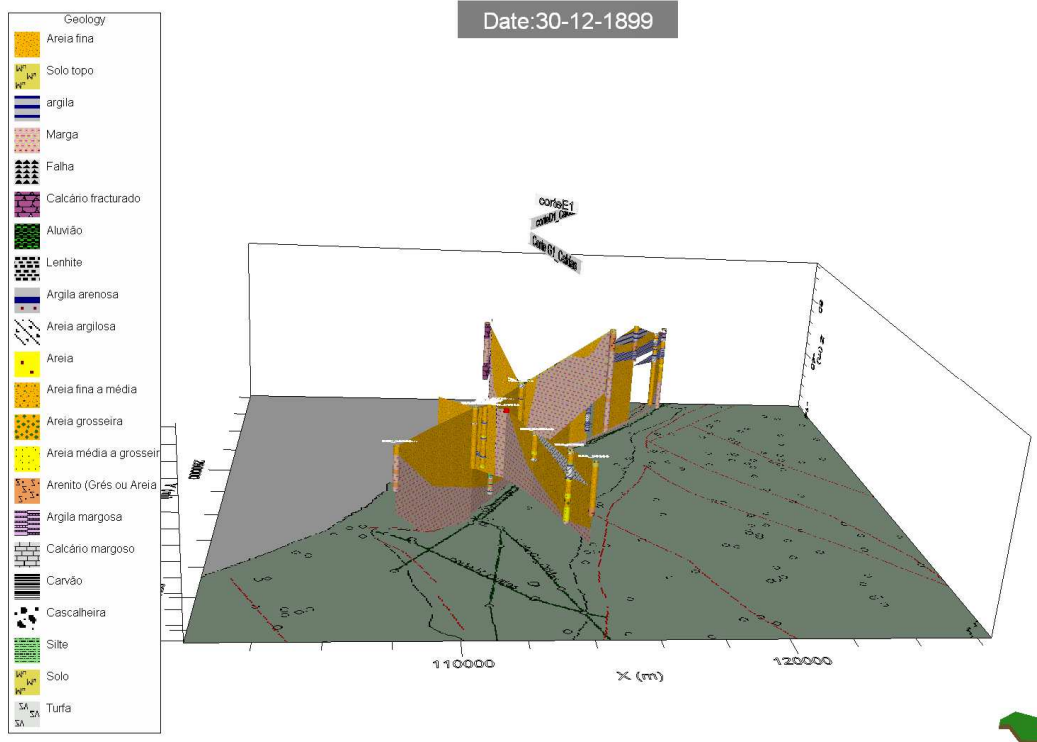 Date:30-12-1899
Geology
Areia fina
Solo topo
argila
Marga
Falha
Calcário fracturado
Aluvião
Lenhite
Argila arenosa
Areia argilosa
Areia
Areia fina a média
Areia grosseira
Areia média a grosseir
Arenito (Grés ou Areia
Argila margosa
Calcário margoso
Carvão
Cascalheira
Silte
Solo
Turfa
corteE1
Corte G1_Caldas
Z (m)
110000
120000
X (m)